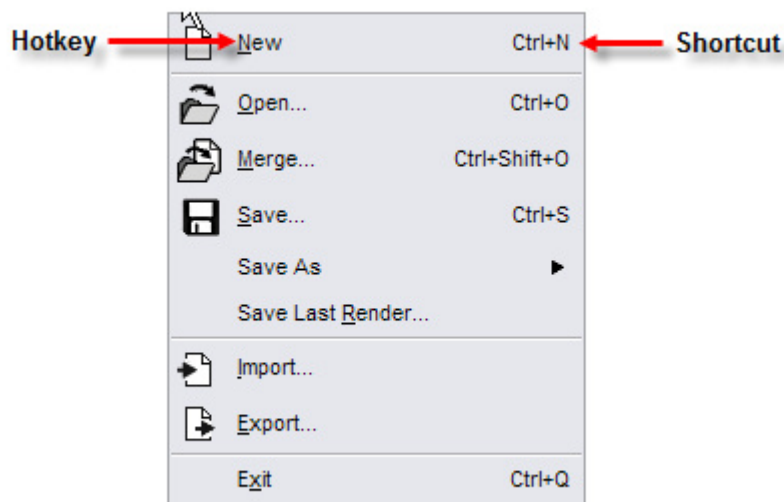 Hotkey New Ctrl+N Shortcut
Open... Ctrl+O
Merge... Ctrl+Shift+O
Save... Ctrl+S
Save As
Save Last Render...
Import...
Export...
Exit Ctrl+Q